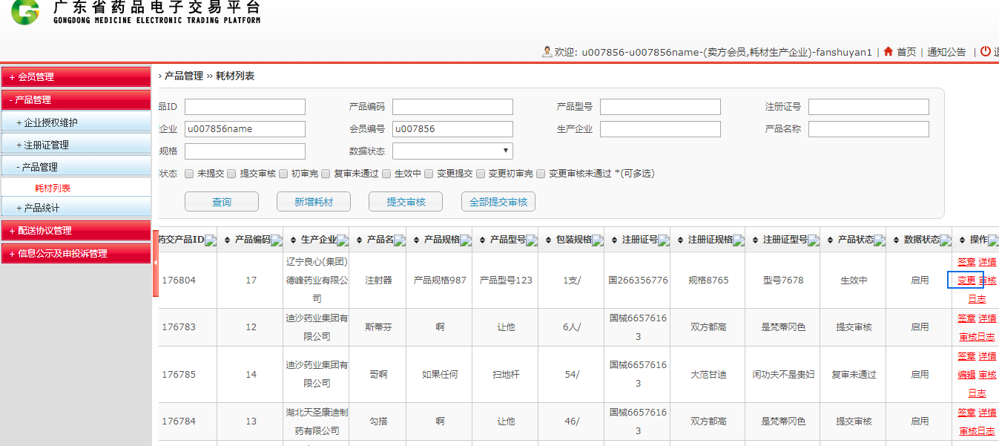 广东省药品电子交易平台
GONGDONG MEDICINE ELECTRONIC TRADING PLATFORM
欢迎: u007856-u007856name-(卖方会员,耗材生产企业)-fanshuyan1 | 首页 | 通知公告 |
+ 会员管理
- 产品管理
+ 企业授权维护
+ 注册证管理
- 产品管理
耗材列表
+ 产品统计
+ 配送协议管理
+ 信息公示及申投诉管理
› 产品管理 ›› 耗材列表
品ID 产品编码 产品型号 注册证号
企业 u007856name 会员编号 u007856 生产企业 产品名称
规格 数据状态
状态 未提交 提交审核 初审完 复审未通过 生效中 变更提交 变更初审完 变更审核未通过 *(可多选)
查询 新增耗材 提交审核 全部提交审核
药交产品ID 产品编码 生产企业 产品名 产品规格 产品型号 包装规格 注册证号 注册证规格 注册证型号 产品状态 数据状态 操作
176804 17 辽宁良心(集团)德峰药业有限公司 注射器 产品规格987 产品型号123 1支/ 国266356776 规格8765 型号7678 生效中 启用 签章 详情 变更 审核日志
176783 12 迪沙药业集团有限公司 斯蒂芬 啊 让他 6人/ 国械66576163 双方都高 是梵蒂冈色 提交审核 启用 签章 详情 审核日志
176785 14 迪沙药业集团有限公司 哥啊 如果任何 扫地杆 54/ 国械66576163 大范甘迪 闲功夫不是贵妇 复审未通过 启用 签章 详情 编辑 审核日志
176784 13 湖北天圣康迪制药有限公司 勾搭 啊 让他 46/ 国械66576163 双方都高 是梵蒂冈色 提交审核 启用 签章 详情 审核日志